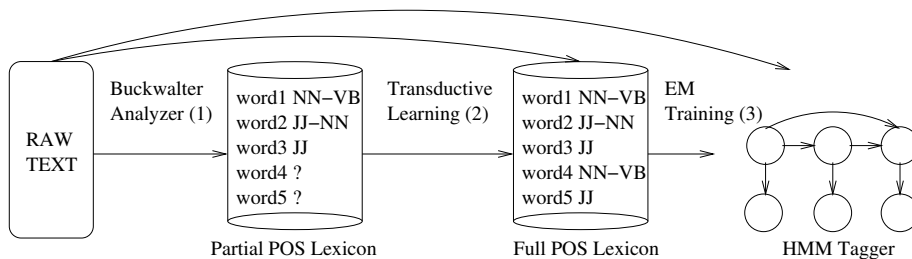 RAW
TEXT
Buckwalter
Analyzer (1)
word1 NN−VB
word2 JJ−NN
word3 JJ
word4 ?
word5 ?
Partial POS Lexicon
Transductive
Learning (2)
word1 NN−VB
word2 JJ−NN
word3 JJ
word4 NN−VB
word5 JJ
Full POS Lexicon
EM
Training (3)
HMM Tagger